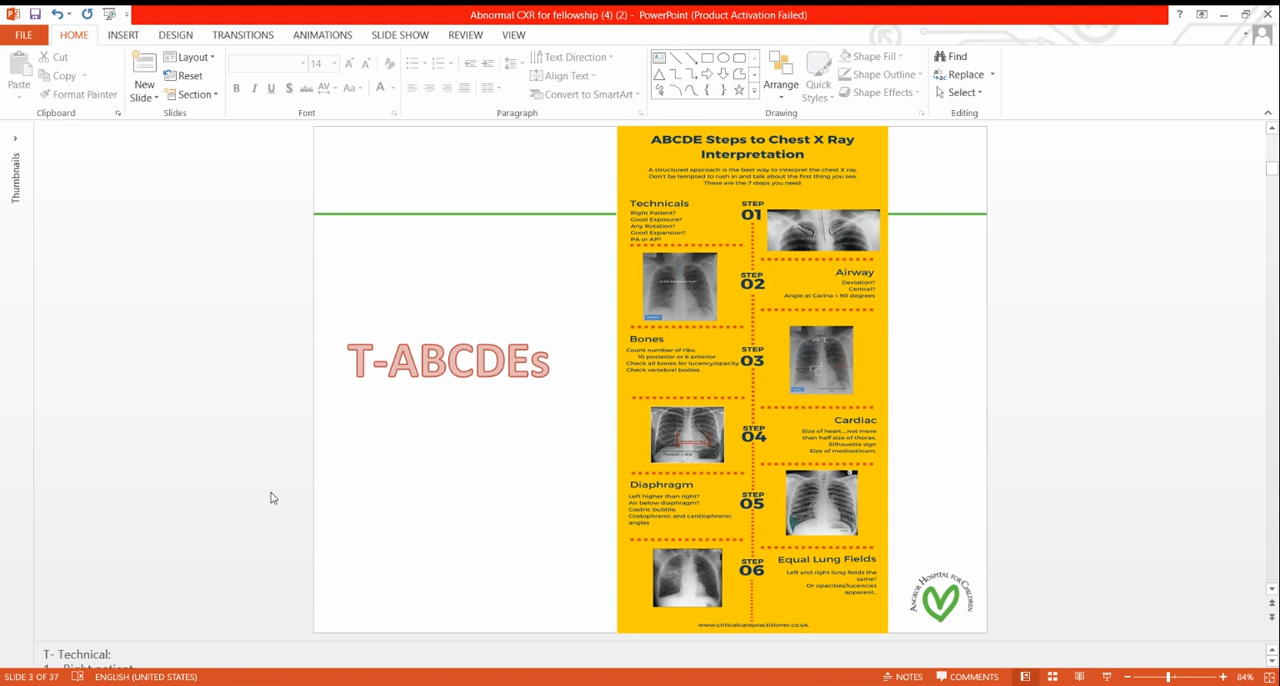 Abnormal CXR for fellowship (4) (2) - PowerPoint (Product Activation Failed)
FILE HOME INSERT DESIGN TRANSITIONS ANIMATIONS SLIDE SHOW REVIEW VIEW
Paste
Cut
Copy
Format Painter
Clipboard
New
Slide
Layout
Reset
Section
Slides
14
Font
Text Direction
Align Text
Convert to SmartArt
Paragraph
Arrange
Quick
Styles
Shape Fill
Shape Outline
Shape Effects
Drawing
Find
Replace
Select
Editing
Thumbnails
T-ABCDEs
ABCDE Steps to Chest X Ray
Interpretation
A structured approach is the best way to interpret the chest X ray.
Don't be tempted to rush in and talk about the first thing you see.
These are the 7 steps you need.
Technicals
Right Patient?
Good Exposure?
Any Rotation?
Good Expansion?
PA or AP?
STEP
01
STEP
02
Airway
Deviation?
Central?
Angle at Carina < 90 degrees
Bones
Count number of ribs.
10 posterior or 6 anterior
Check all bones for lucency/opacity
Check vertebral bodies.
STEP
03
STEP
04
Cardiac
Size of heart....not more
than half size of thorax.
Silhouette sign
Size of mediastinum.
Diaphragm
Left higher than right?
Air below diaphragm?
Gastric bubble.
Costophrenic and cardiophrenic
angles
STEP
05
STEP
06
Equal Lung Fields
Left and right lung fields the
same?
Or opacities/lucencies
apparent..
www.criticalcarepractitioner.co.uk.
ANGKOR HOSPITAL FOR CHILDREN
T- Technical:
SLIDE 3 OF 37 ENGLISH (UNITED STATES) NOTES COMMENTS 84%